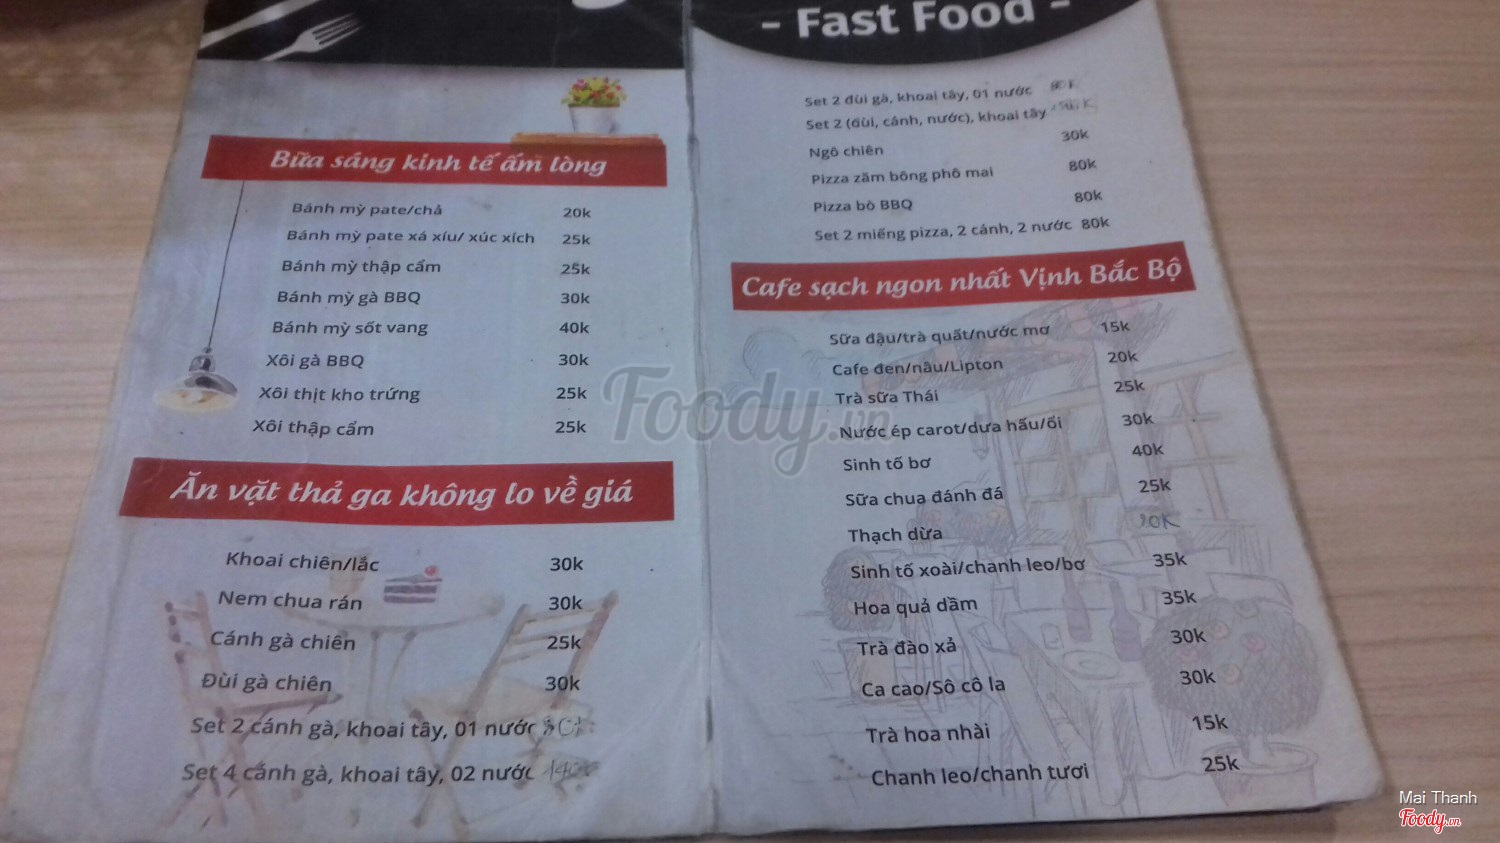 Bữa sáng kinh tế ấm lòng
Bánh mỳ pate/chả 20k
Bánh mỳ pate xá xíu/ xúc xích 25k
Bánh mỳ thập cẩm 25k
Bánh mỳ gà BBQ 30k
Bánh mỳ sốt vang 40k
Xôi gà BBQ 30k
Xôi thịt kho trứng 25k
Xôi thập cẩm 25k
Ăn vặt thả ga không lo về giá
Khoai chiên/lắc 30k
Nem chua rán 30k
Cánh gà chiên 25k
Đùi gà chiên 30k
Set 2 cánh gà, khoai tây, 01 nước
Set 4 cánh gà, khoai tây, 02 nước
- Fast Food -
Set 2 đùi gà, khoai tây, 01 nước
Set 2 (đùi, cánh, nước), khoai tây
Ngô chiên 30k
Pizza zăm bông phô mai 80k
Pizza bò BBQ 80k
Set 2 miếng pizza, 2 cánh, 2 nước 80k
Cafe sạch ngon nhất Vịnh Bắc Bộ
Sữa đậu/trà quất/nước mơ 15k
Cafe đen/nâu/Lipton 20k
Trà sữa Thái 25k
Nước ép carot/dưa hấu/ổi 30k
Sinh tố bơ 40k
Sữa chua đánh đá 25k
Thạch dừa
Sinh tố xoài/chanh leo/bơ 35k
Hoa quả dầm 35k
Trà đào xả 30k
Ca cao/Sô cô la 30k
Trà hoa nhài 15k
Chanh leo/chanh tươi 25k
Foody.vn
Mai Thanh
Foody.vn